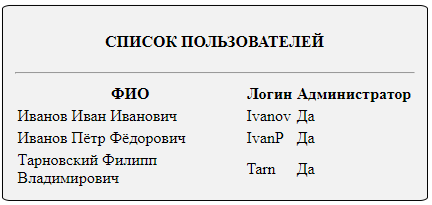 СПИСОК ПОЛЬЗОВАТЕЛЕЙ
ФИО Логин Администратор
Иванов Иван Иванович Ivanov Да
Иванов Пётр Фёдорович IvanP Да
Тарновский Филипп
Владимирович Tarn Да